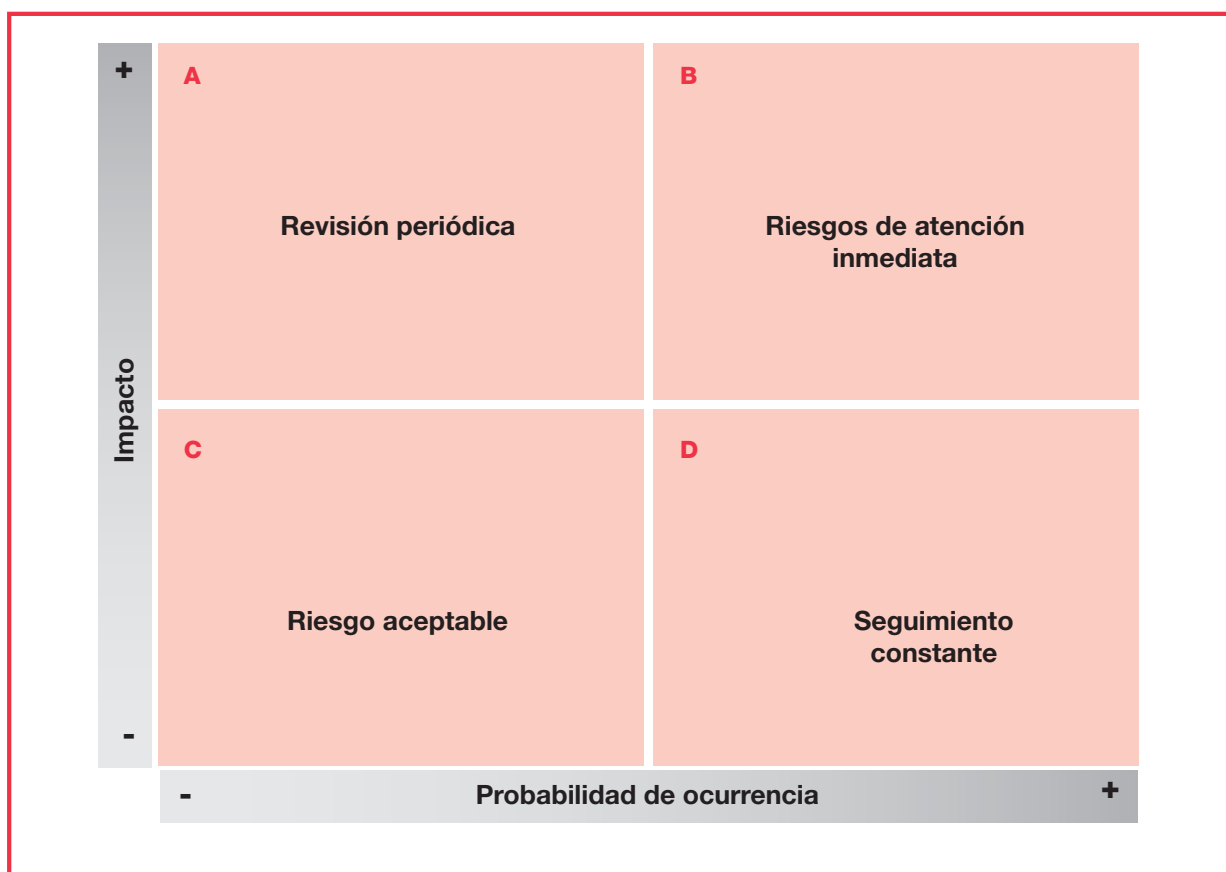 +
A
B
Revisión periódica
Riesgos de atención
inmediata
Impacto
C
D
Riesgo aceptable
Seguimiento
constante
-
-
Probabilidad de ocurrencia
+